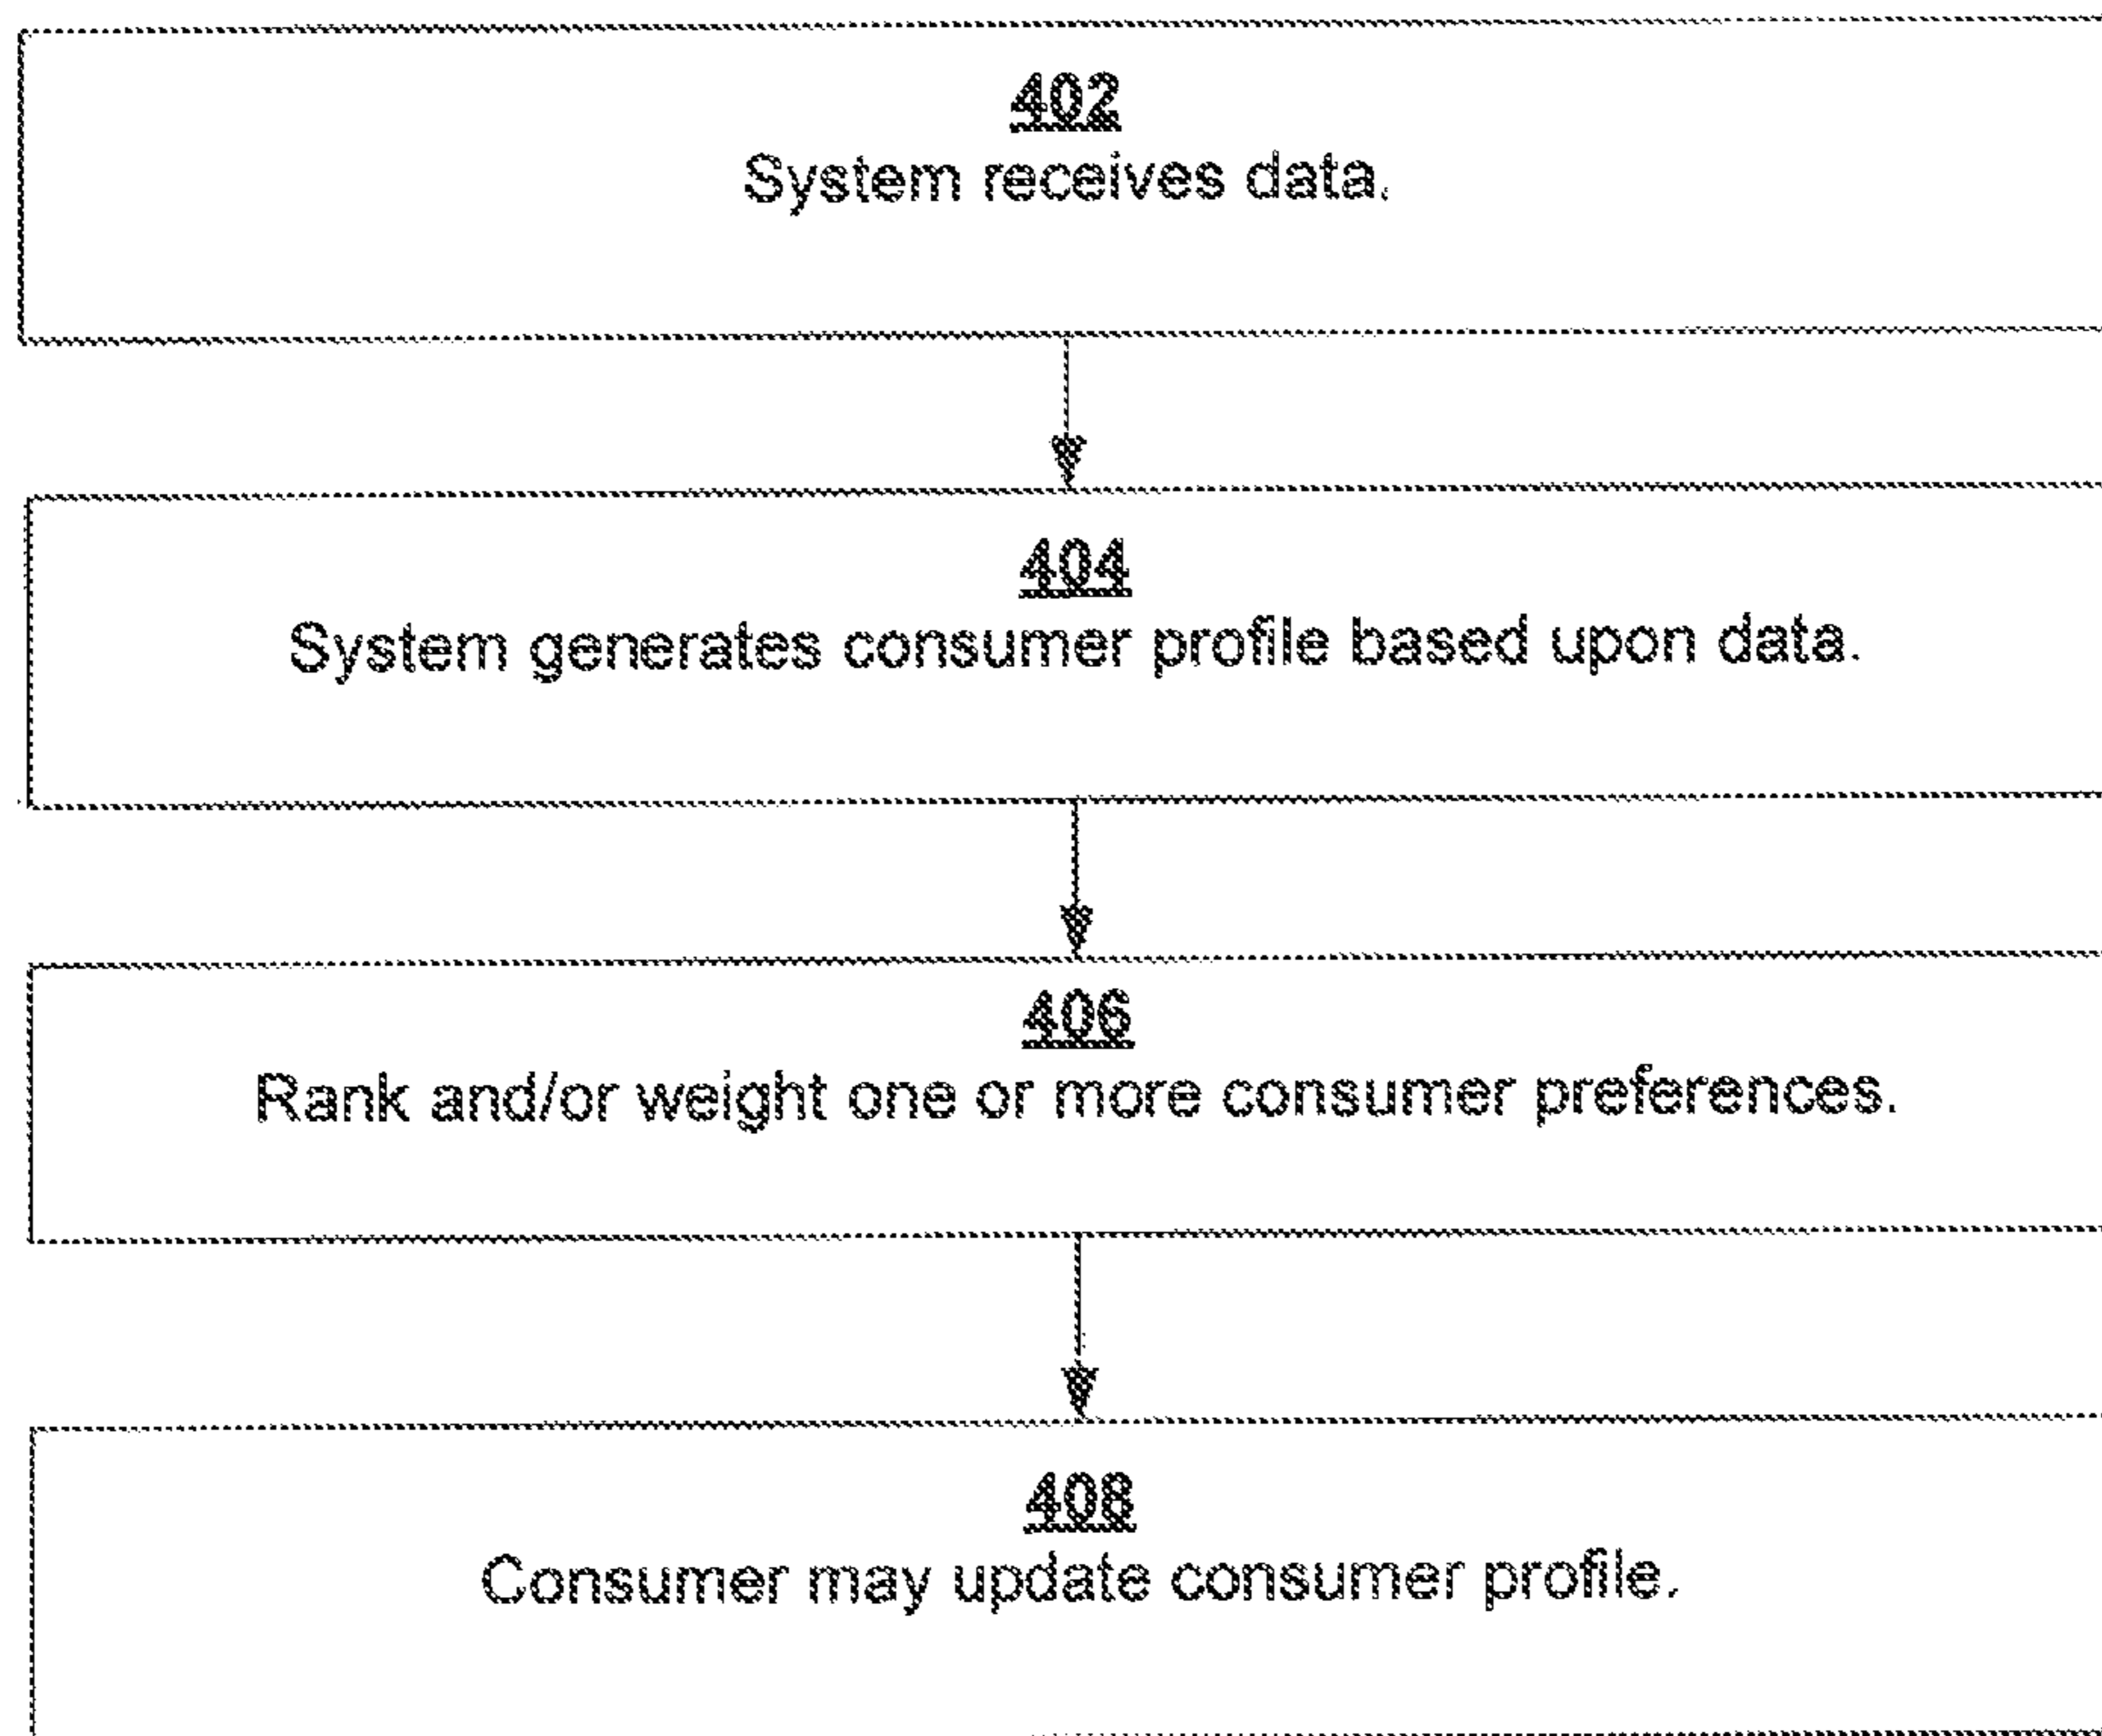 402
System receives data.
404
System generates consumer profile based upon data.
406
Rank and/or weight one or more consumer preferences.
408
Consumer may update consumer profile.